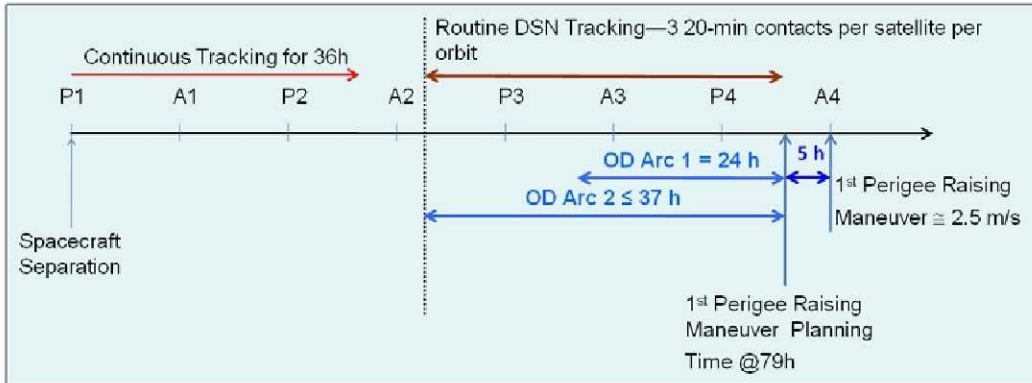 Routine DSN Tracking—3 20-min contacts per satellite per
orbit
Continuous Tracking for 36h
P1 A1 P2 A2 P3 A3 P4 A4
OD Arc 1 = 24 h
5 h
OD Arc 2 ≤ 37 h
1st Perigee Raising
Maneuver ≅ 2.5 m/s
Spacecraft
Separation
1st Perigee Raising
Maneuver Planning
Time @79h